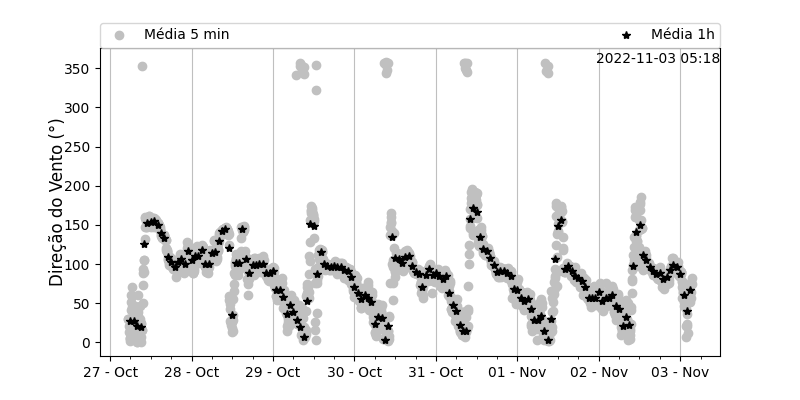 Média 5 min
Média 1h
2022-11-03 05:18
Direção do Vento (°)
350
300
250
200
150
100
50
0
27 - Oct
28 - Oct
29 - Oct
30 - Oct
31 - Oct
01 - Nov
02 - Nov
03 - Nov